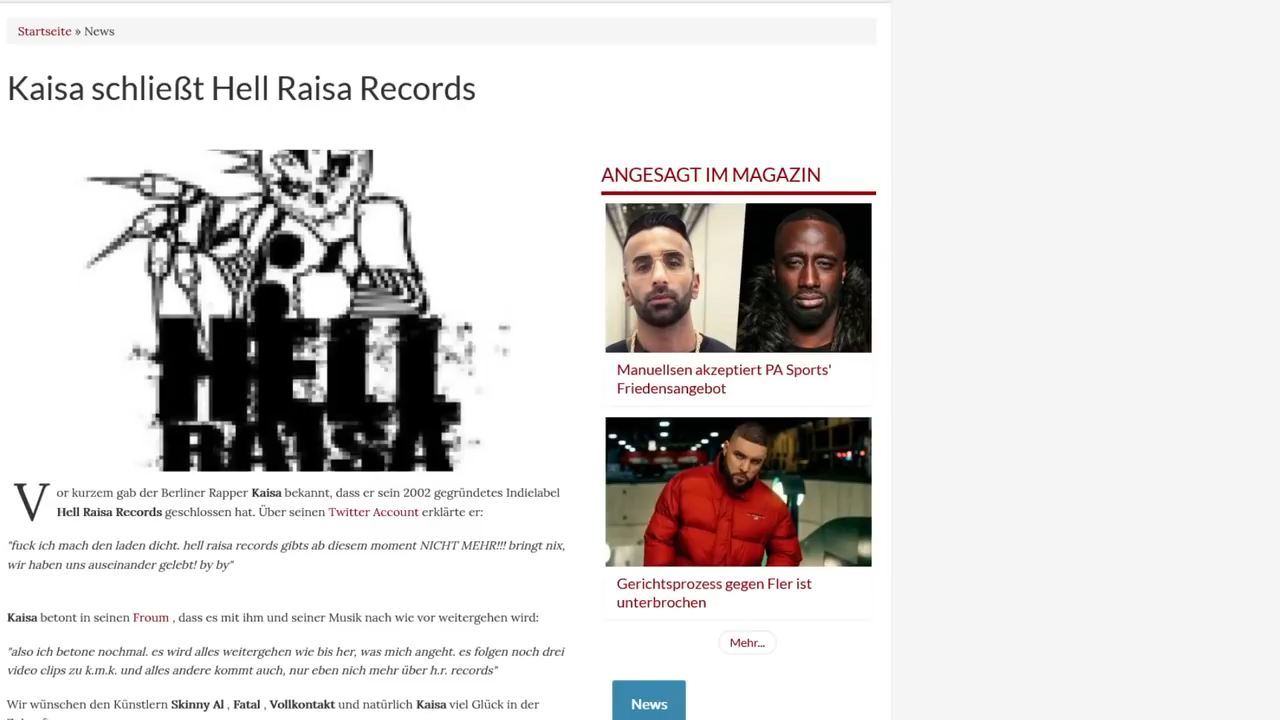 Startseite » News
Kaisa schließt Hell Raisa Records
HELL
RAISA
Vor kurzem gab der Berliner Rapper Kaisa bekannt, dass er sein 2002 gegründetes Indielabel
Hell Raisa Records geschlossen hat. Über seinen Twitter Account erklärte er:
"fuck ich mach den laden dicht. hell raisa records gibts ab diesem moment NICHT MEHR!!! bringt nix,
wir haben uns auseinander gelebt! by by"
Kaisa betont in seinen Froum , dass es mit ihm und seiner Musik nach wie vor weitergehen wird:
"also ich betone nochmal. es wird alles weitergehen wie bis her, was mich angeht. es folgen noch drei
video clips zu k.m.k. und alles andere kommt auch, nur eben nich mehr über h.r. records"
Wir wünschen den Künstlern Skinny Al , Fatal , Vollkontakt und natürlich Kaisa viel Glück in der
ANGESAGT IM MAGAZIN
Manuellsen akzeptiert PA Sports'
Friedensangebot
Gerichtsprozess gegen Fler ist
unterbrochen
Mehr...
News